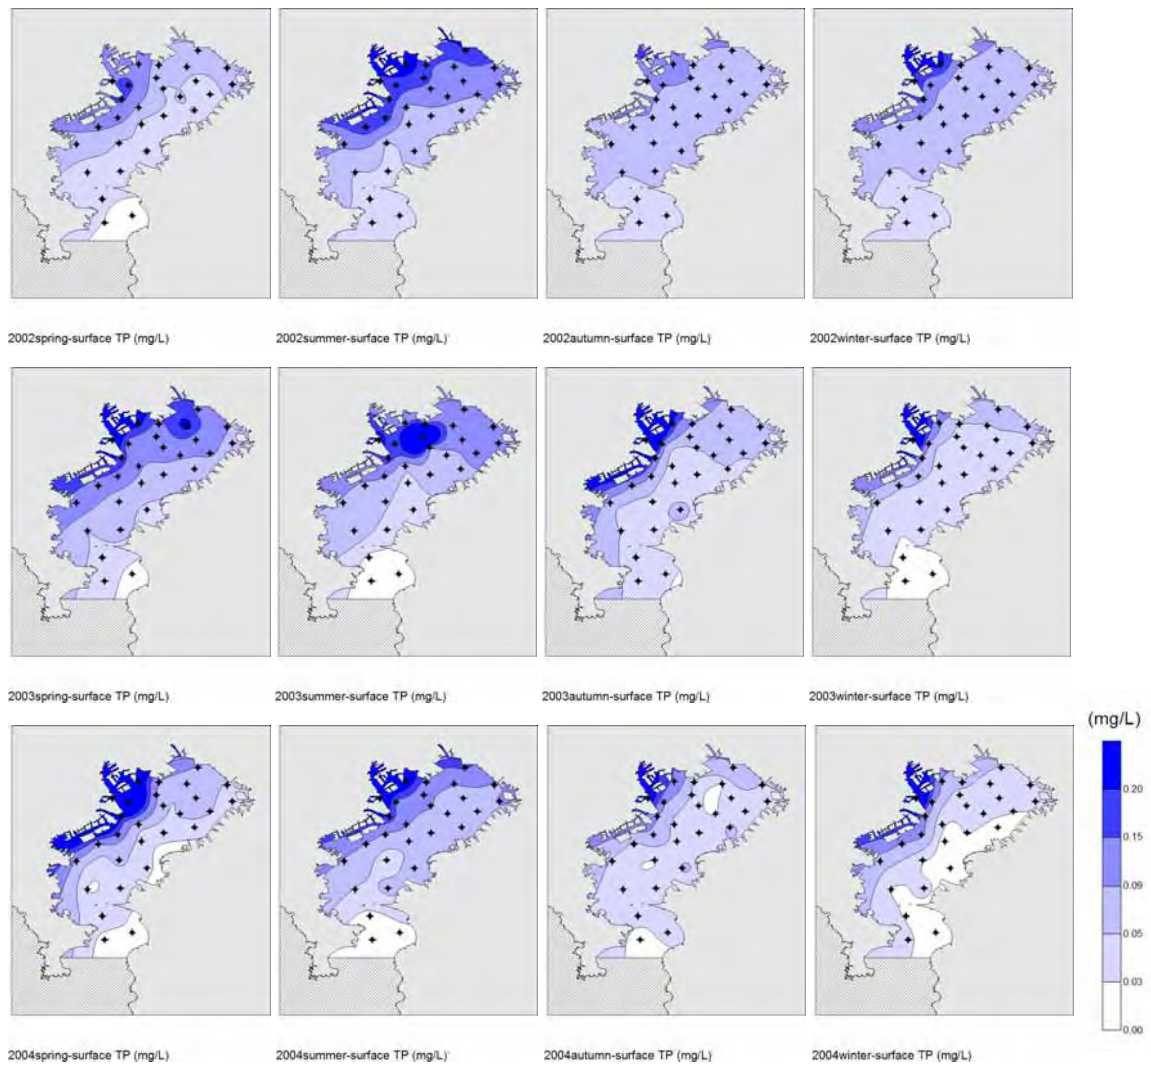 2002spring-surface TP (mg/L)
2002summer-surface TP (mg/L)
2002autumn-surface TP (mg/L)
2002winter-surface TP (mg/L)
2003spring-surface TP (mg/L)
2003summer-surface TP (mg/L)
2003autumn-surface TP (mg/L)
2003winter-surface TP (mg/L)
(mg/L)
0.20
0.15
0.09
0.05
0.03
0.00
2004spring-surface TP (mg/L)
2004summer-surface TP (mg/L)
2004autumn-surface TP (mg/L)
2004winter-surface TP (mg/L)